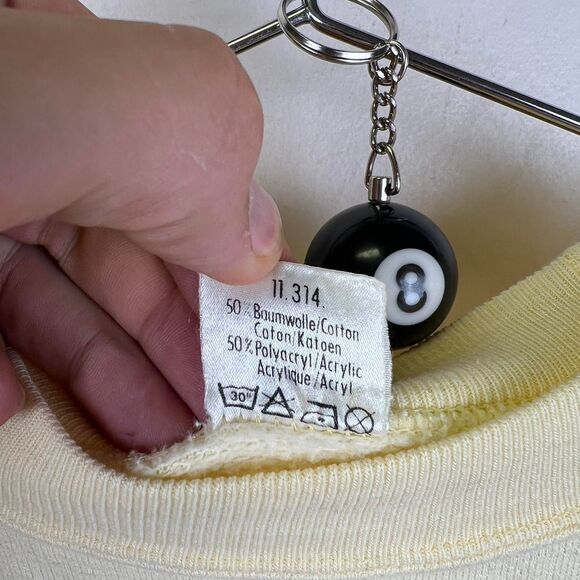 11.314.
50% Baumwolle/Cotton
Coton/Katoen
50% Polyacryl/Acrylic
Acrylique/Acryl
30°
8